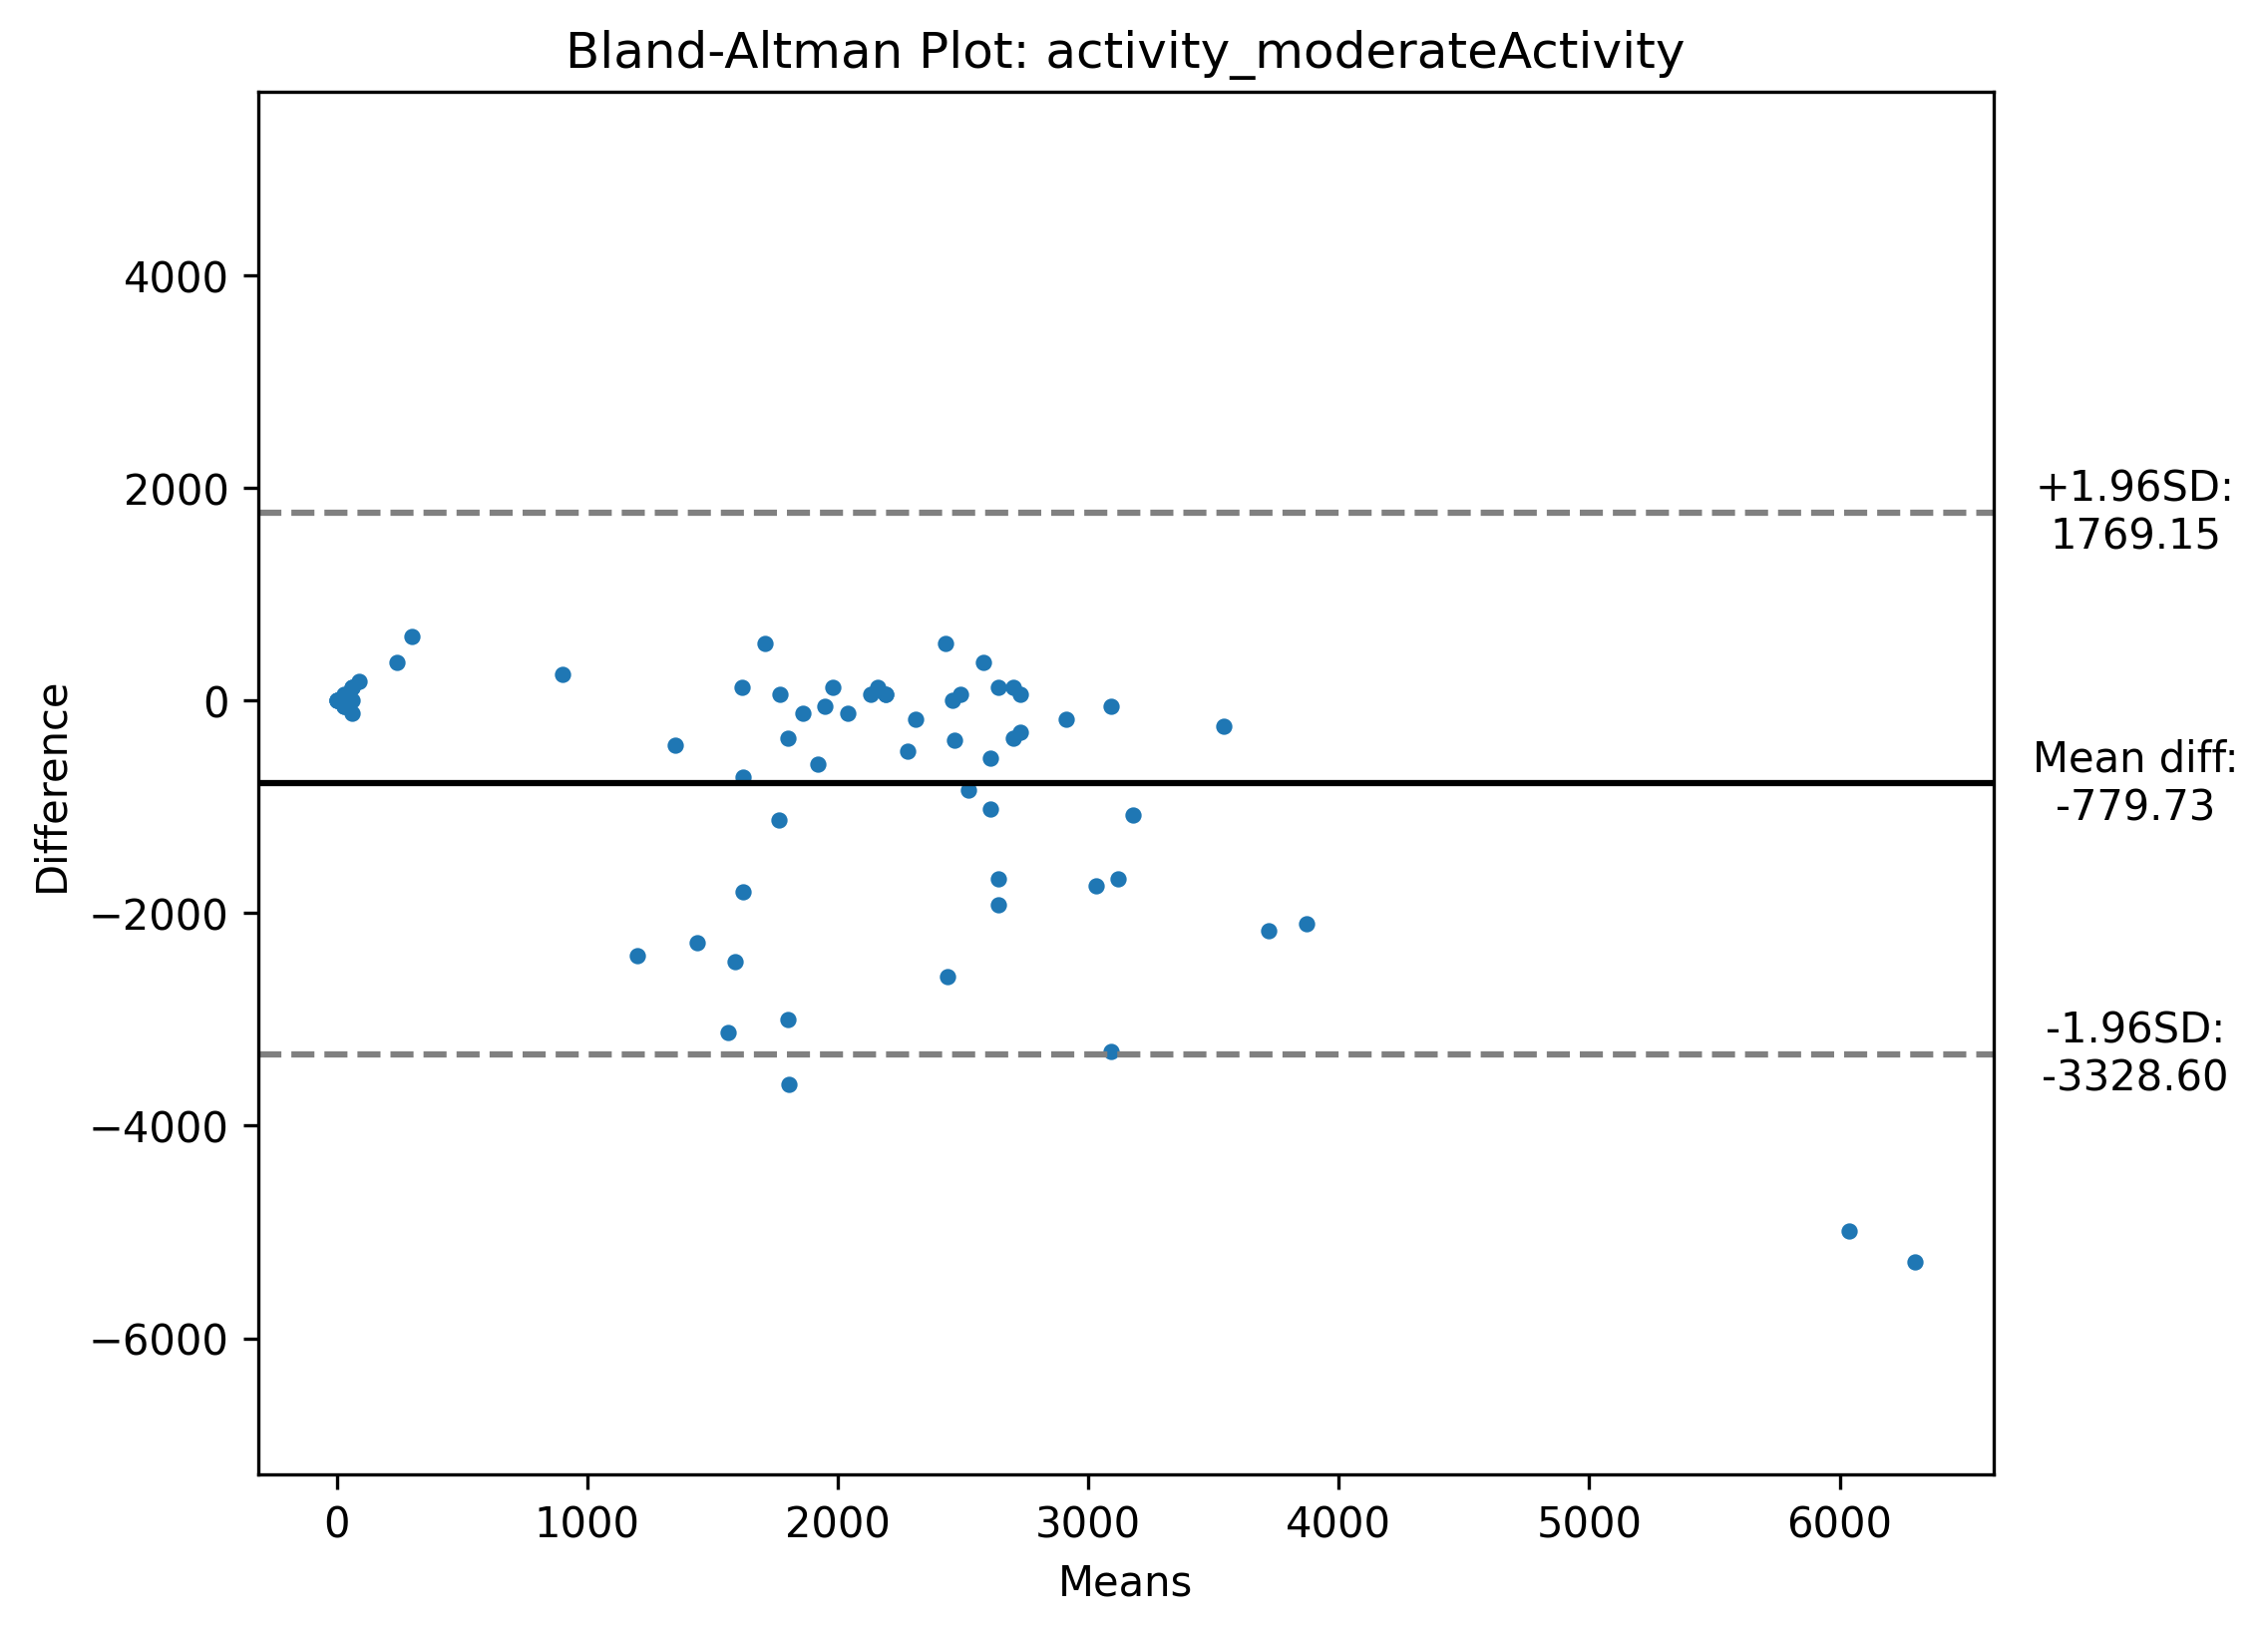 Bland-Altman Plot: activity_moderateActivity
4000
2000
0
−2000
−4000
−6000
Difference
+1.96SD:
1769.15
Mean diff:
-779.73
-1.96SD:
-3328.60
0 1000 2000 3000 4000 5000 6000
Means